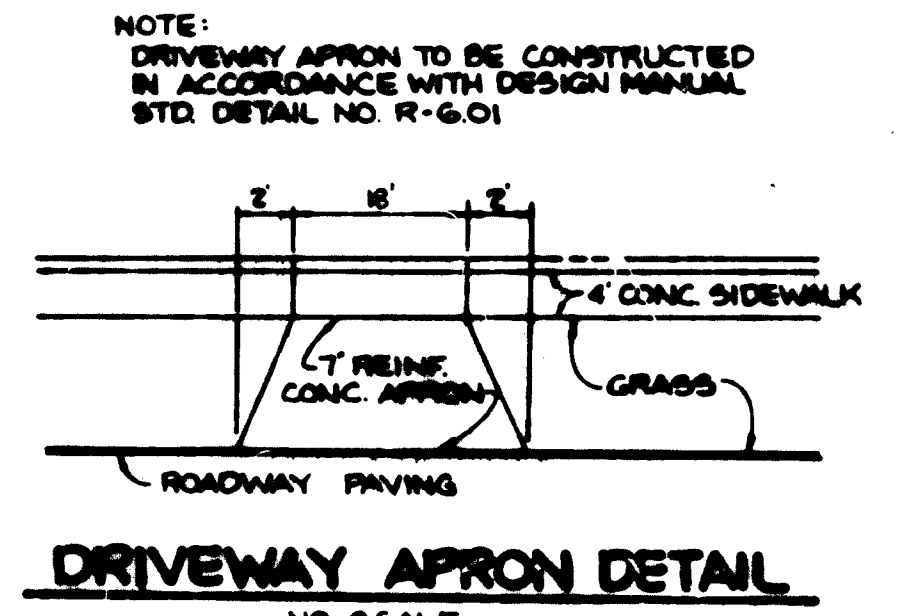 NOTE:
DRIVEWAY APRON TO BE CONSTRUCTED
IN ACCORDANCE WITH DESIGN MANUAL
STD. DETAIL NO. R-6.01
2' 18' 2'
4' CONC. SIDEWALK
7' REINF.
CONC. APRON
GRASS
ROADWAY PAVING
DRIVEWAY APRON DETAIL
NO SCALE